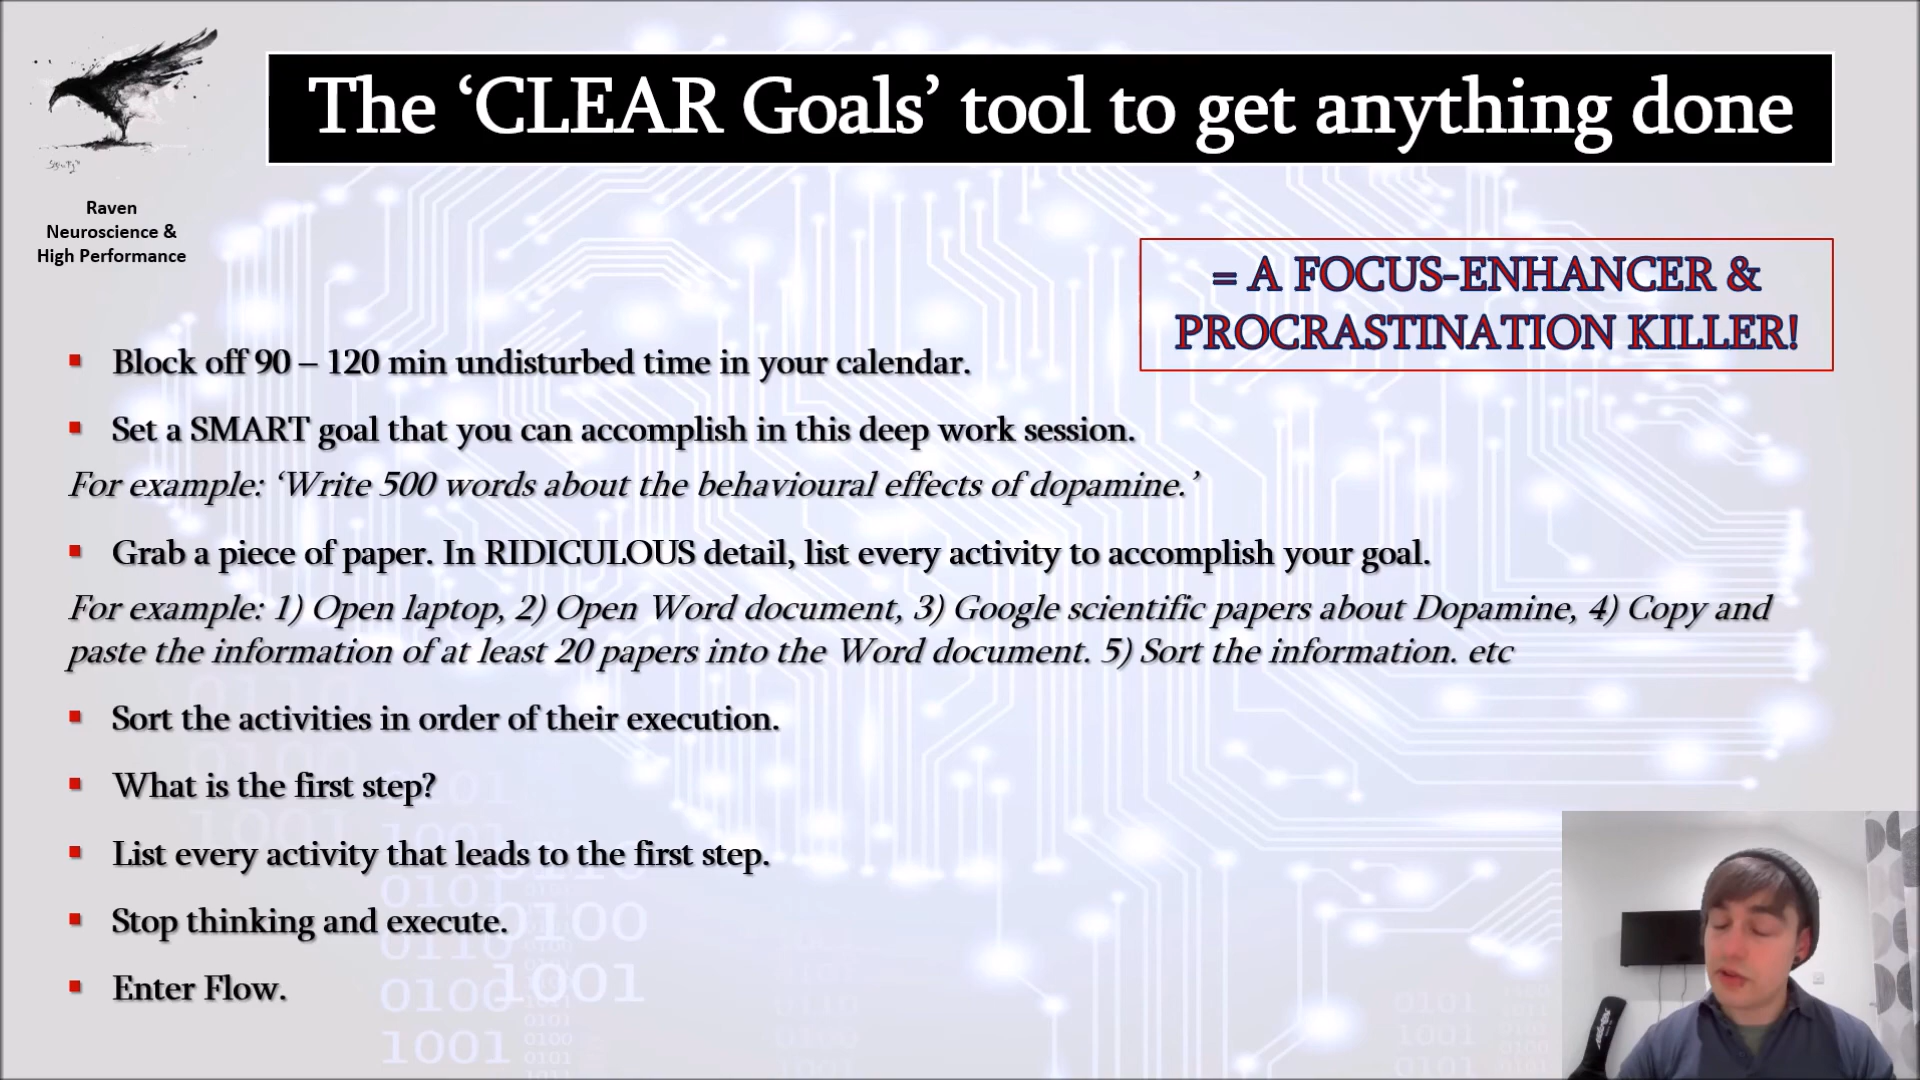 The ‘CLEAR Goals’ tool to get anything done
Raven
Neuroscience &
High Performance
= A FOCUS-ENHANCER &
PROCRASTINATION KILLER!
▪ Block off 90 – 120 min undisturbed time in your calendar.
▪ Set a SMART goal that you can accomplish in this deep work session.
For example: ‘Write 500 words about the behavioural effects of dopamine.’
▪ Grab a piece of paper. In RIDICULOUS detail, list every activity to accomplish your goal.
For example: 1) Open laptop, 2) Open Word document, 3) Google scientific papers about Dopamine, 4) Copy and
paste the information of at least 20 papers into the Word document. 5) Sort the information. etc
▪ Sort the activities in order of their execution.
▪ What is the first step?
▪ List every activity that leads to the first step.
▪ Stop thinking and execute.
▪ Enter Flow.